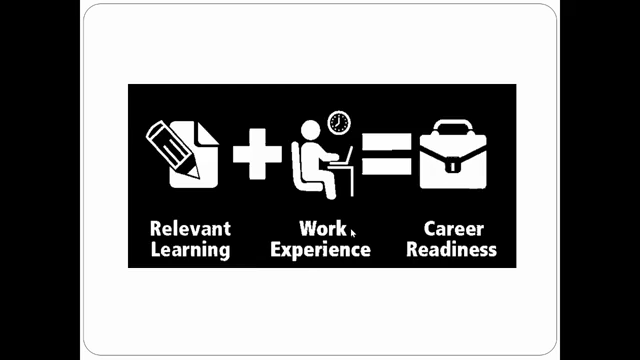 Relevant
Learning
Work
Experience
Career
Readiness